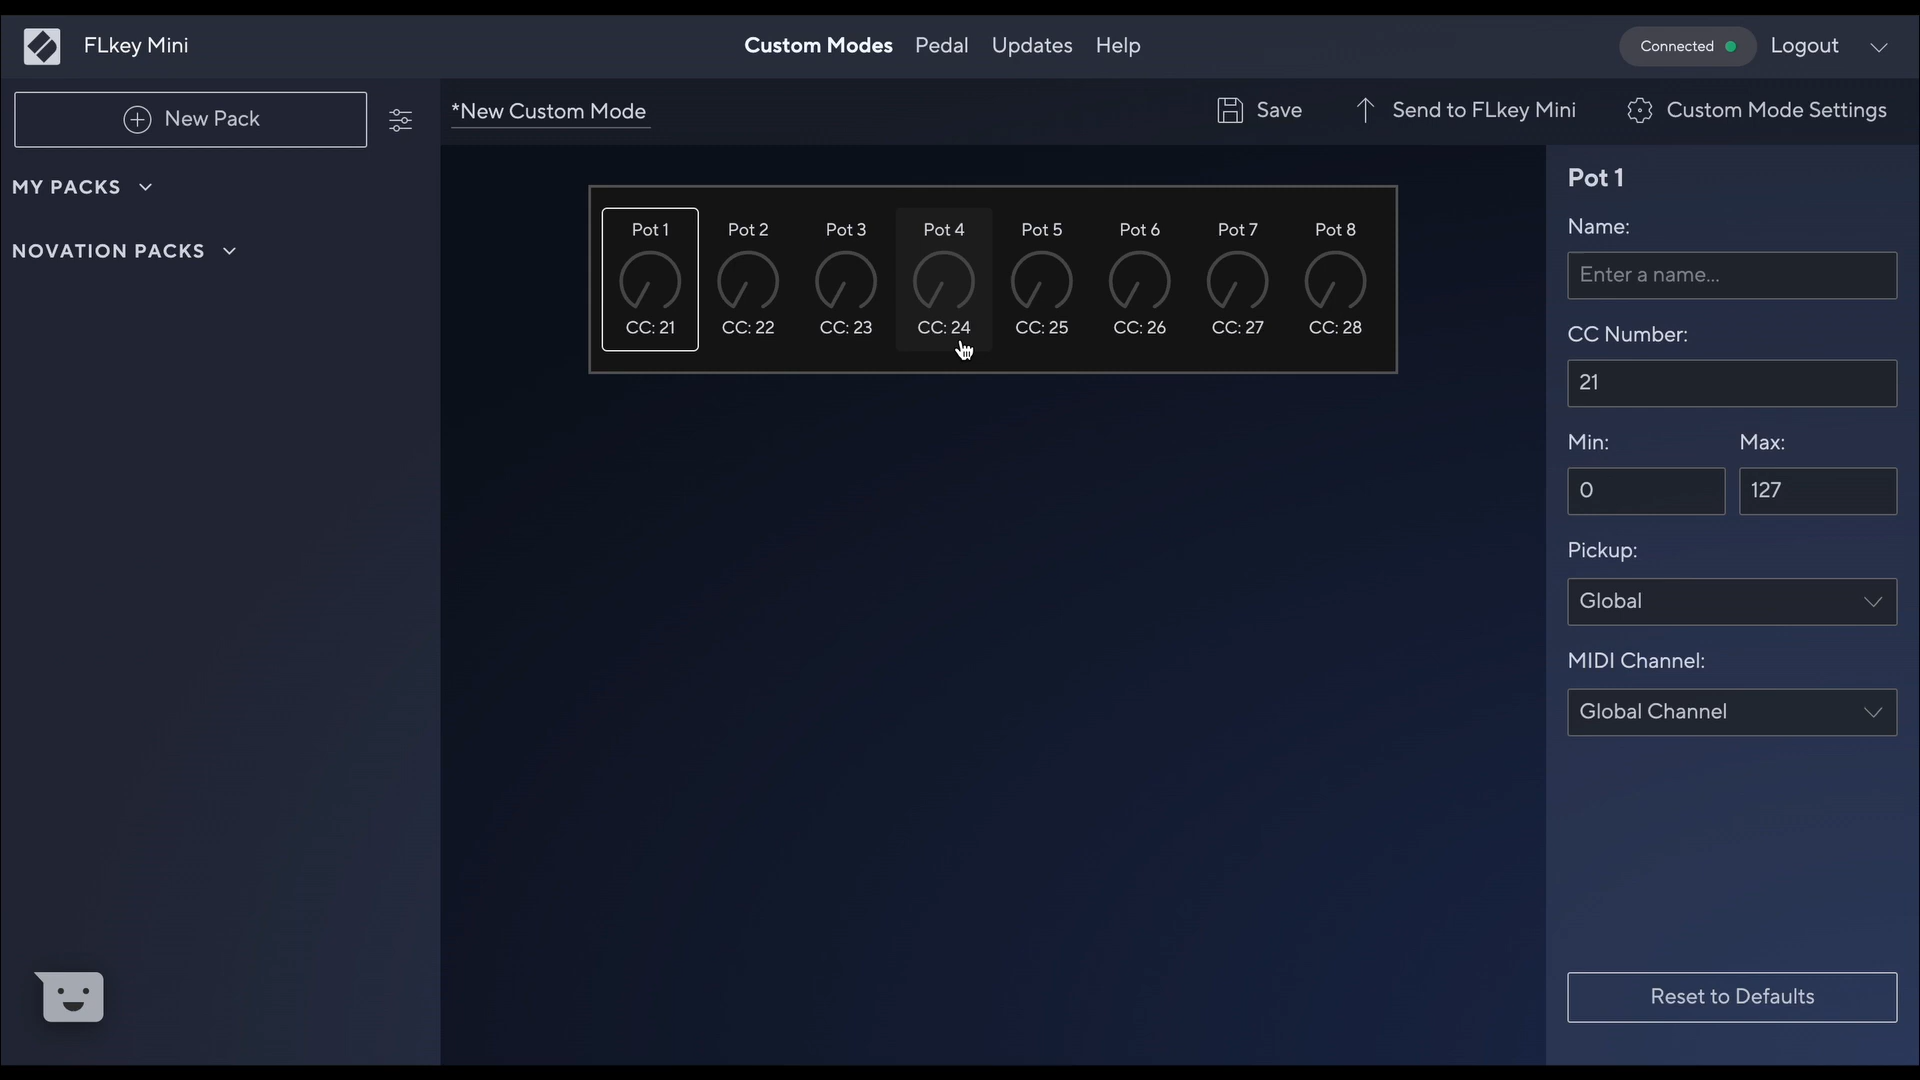 FLkey Mini
Custom Modes Pedal Updates Help
Connected Logout
New Pack
*New Custom Mode
Save Send to FLkey Mini Custom Mode Settings
MY PACKS
NOVATION PACKS
Pot 1 Pot 2 Pot 3 Pot 4 Pot 5 Pot 6 Pot 7 Pot 8
CC: 21 CC: 22 CC: 23 CC: 24 CC: 25 CC: 26 CC: 27 CC: 28
Pot 1
Name:
Enter a name...
CC Number:
21
Min: Max:
0 127
Pickup:
Global
MIDI Channel:
Global Channel
Reset to Defaults